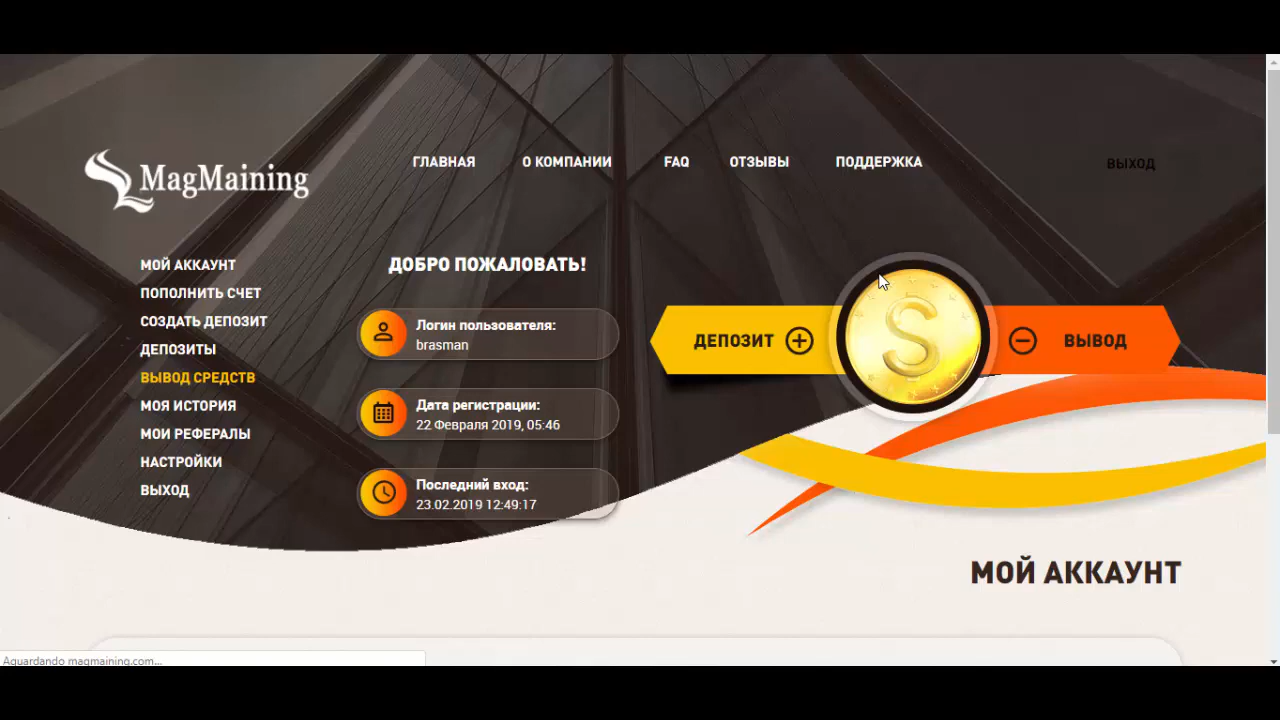 MagMaining
ГЛАВНАЯ
О КОМПАНИИ
FAQ
ОТЗЫВЫ
ПОДДЕРЖКА
ВЫХОД
МОЙ АККАУНТ
ПОПОЛНИТЬ СЧЕТ
СОЗДАТЬ ДЕПОЗИТ
ДЕПОЗИТЫ
ВЫВОД СРЕДСТВ
МОЯ ИСТОРИЯ
МОИ РЕФЕРАЛЫ
НАСТРОЙКИ
ВЫХОД
ДОБРО ПОЖАЛОВАТЬ!
Логин пользователя:
brasman
Дата регистрации:
22 Февраля 2019, 05:46
Последний вход:
23.02.2019 12:49:17
ДЕПОЗИТ
S
ВЫВОД
МОЙ АККАУНТ
Aguardando magmaining.com...